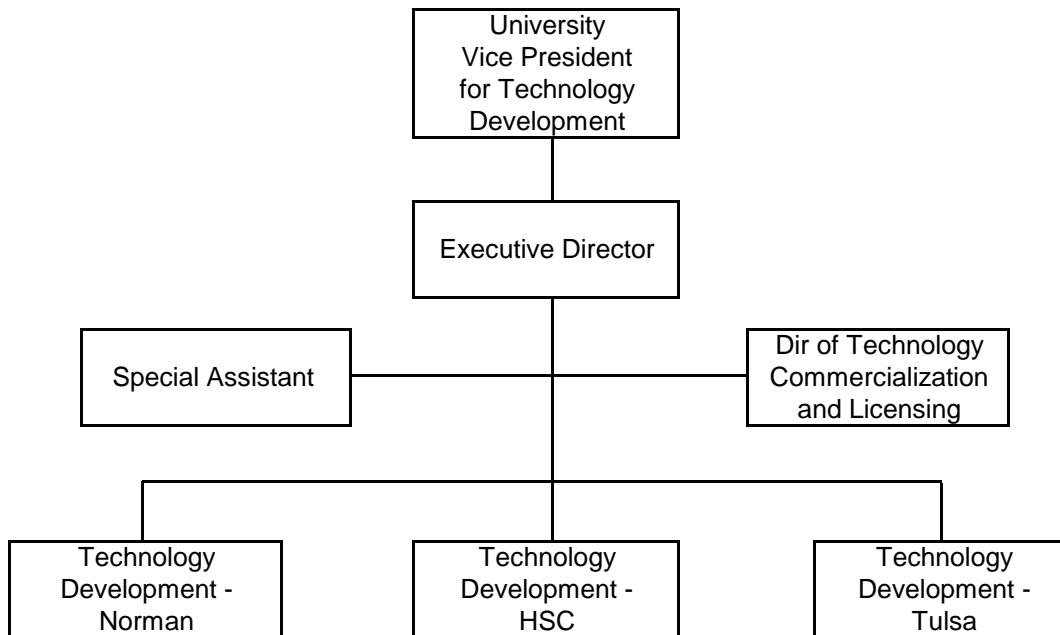 University
Vice President
for Technology
Development
Executive Director
Special Assistant
Dir of Technology
Commercialization
and Licensing
Technology
Development -
Norman
Technology
Development -
HSC
Technology
Development -
Tulsa